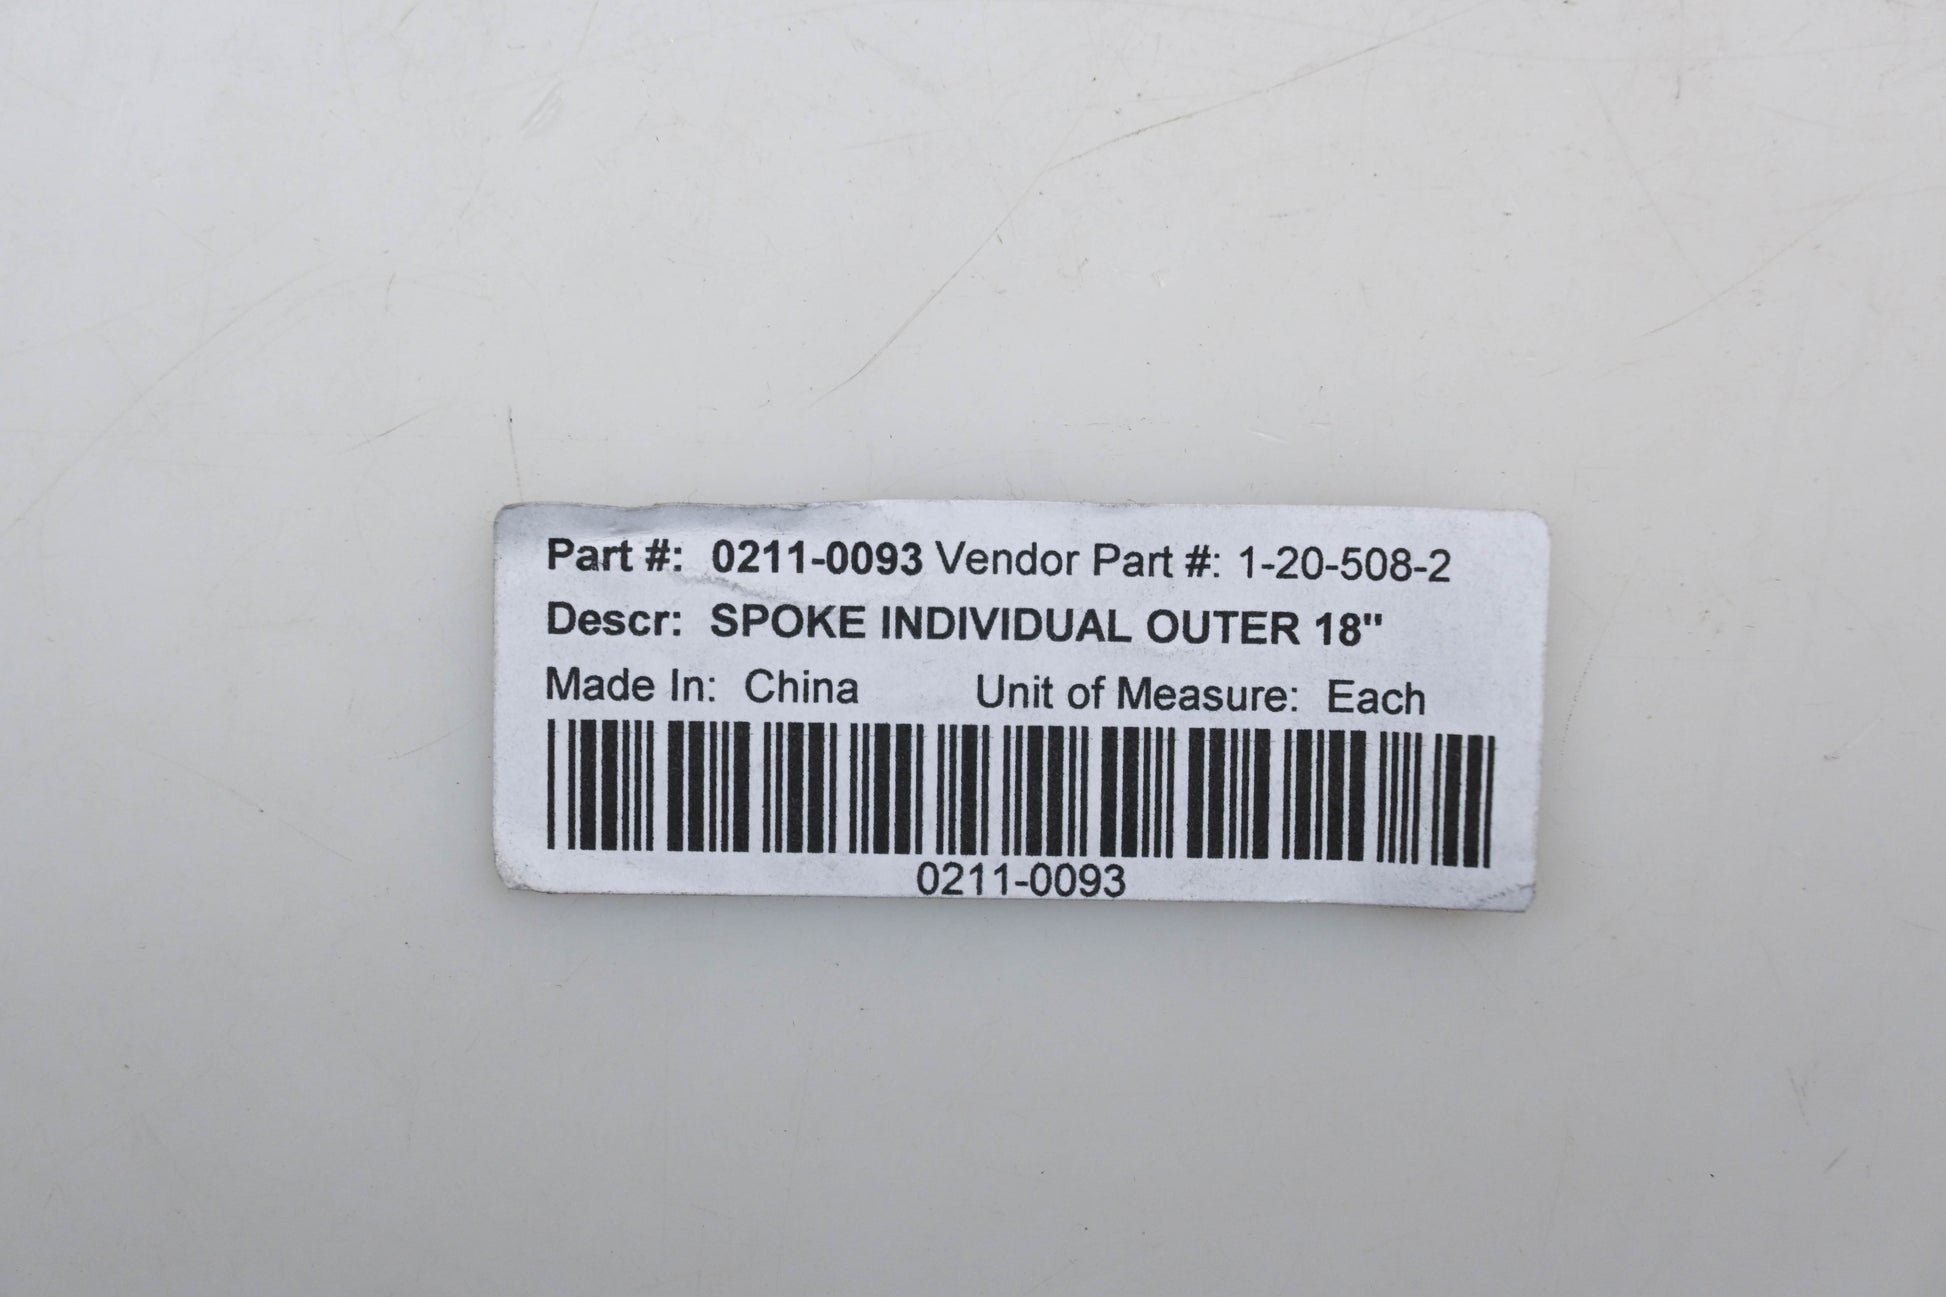 Part #: 0211-0093 Vendor Part #: 1-20-508-2
Descr: SPOKE INDIVIDUAL OUTER 18"
Made In: China Unit of Measure: Each
0211-0093